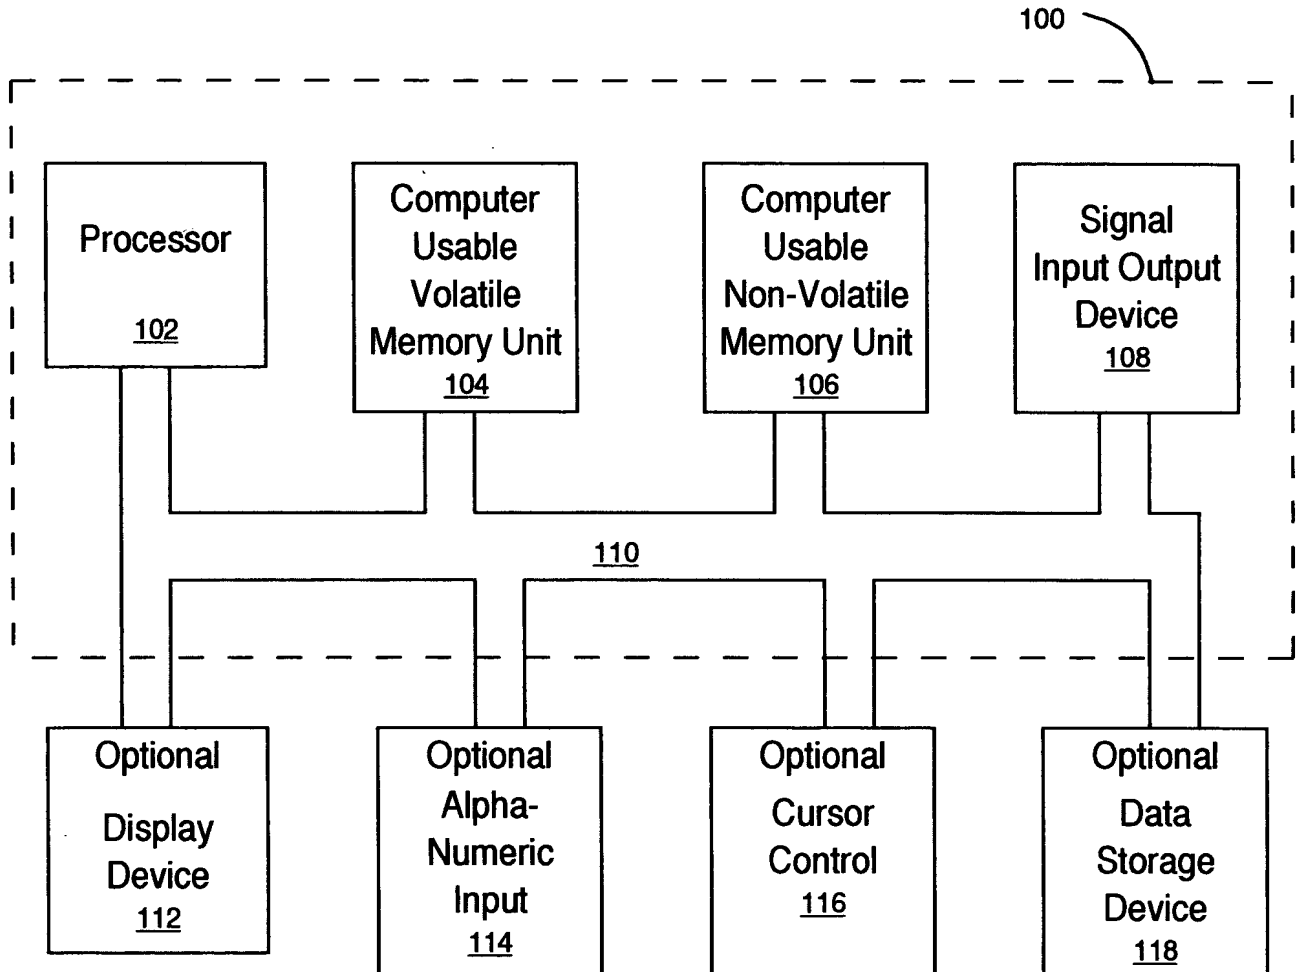 100
Processor
102
Computer
Usable
Volatile
Memory Unit
104
Computer
Usable
Non-Volatile
Memory Unit
106
Signal
Input Output
Device
108
110
Optional
Display
Device
112
Optional
Alpha-
Numeric
Input
114
Optional
Cursor
Control
116
Optional
Data
Storage
Device
118